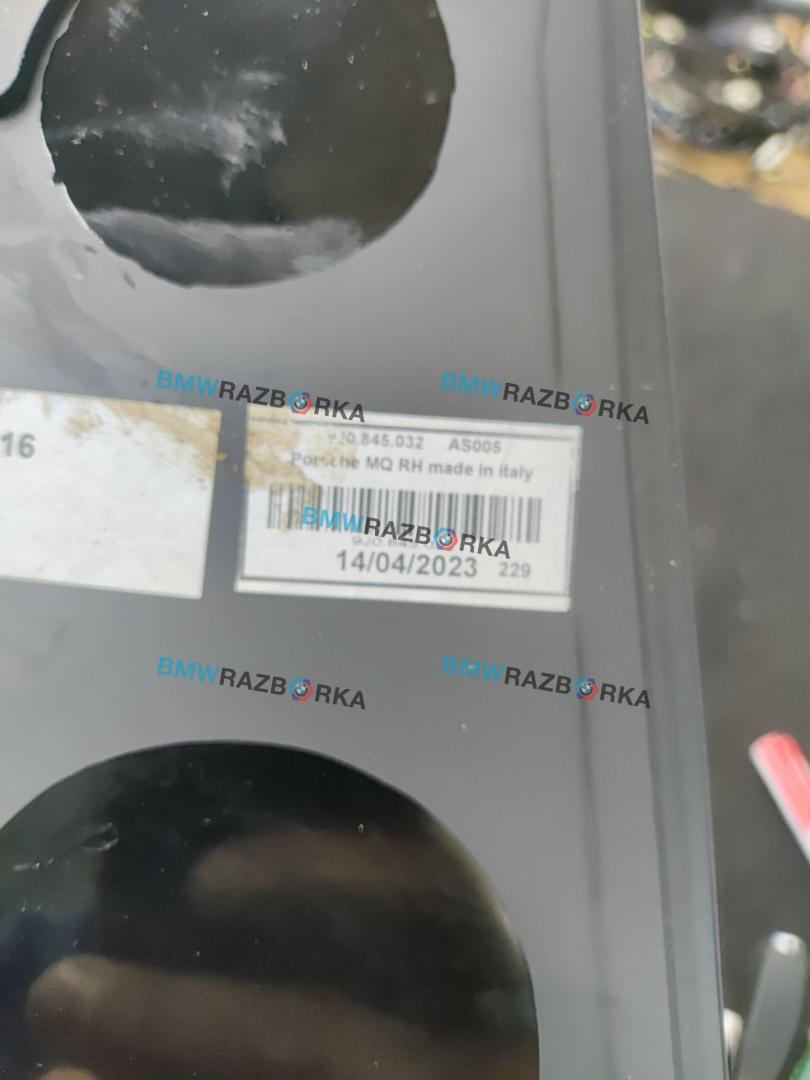 BMWRAZBORKA
BMWRAZBORKA
16
9J0.845.032 AS005
Porsche MQ RH made in italy
BMWRAZBORKA
14/04/2023 229
BMWRAZBORKA
BMWRAZBORKA